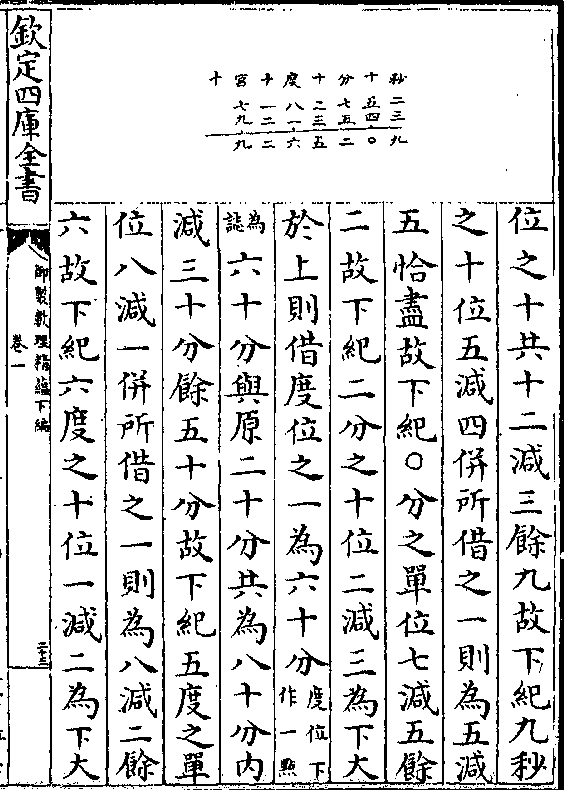 秒二三九
十五四〇
分七五二
十二三五
度八一六
十一二二
宮七九九
十
位之十共十二減三餘九故下紀九秒
之十位五減四併所借之一則為五減
五恰盡故下紀〇分之單位七減五餘
二故下紀二分之十位二減三為下大
於上則借度位之一為六十分度位下作一點
為誌六十分與原二十分共為八十分內
減三十分餘五十分故下紀五度之單
位八減一併所借之一則為八減二餘
六故下紀六度之十位一減二為下大
欽定四庫全書
御製數理精蘊下編
卷一
二十三